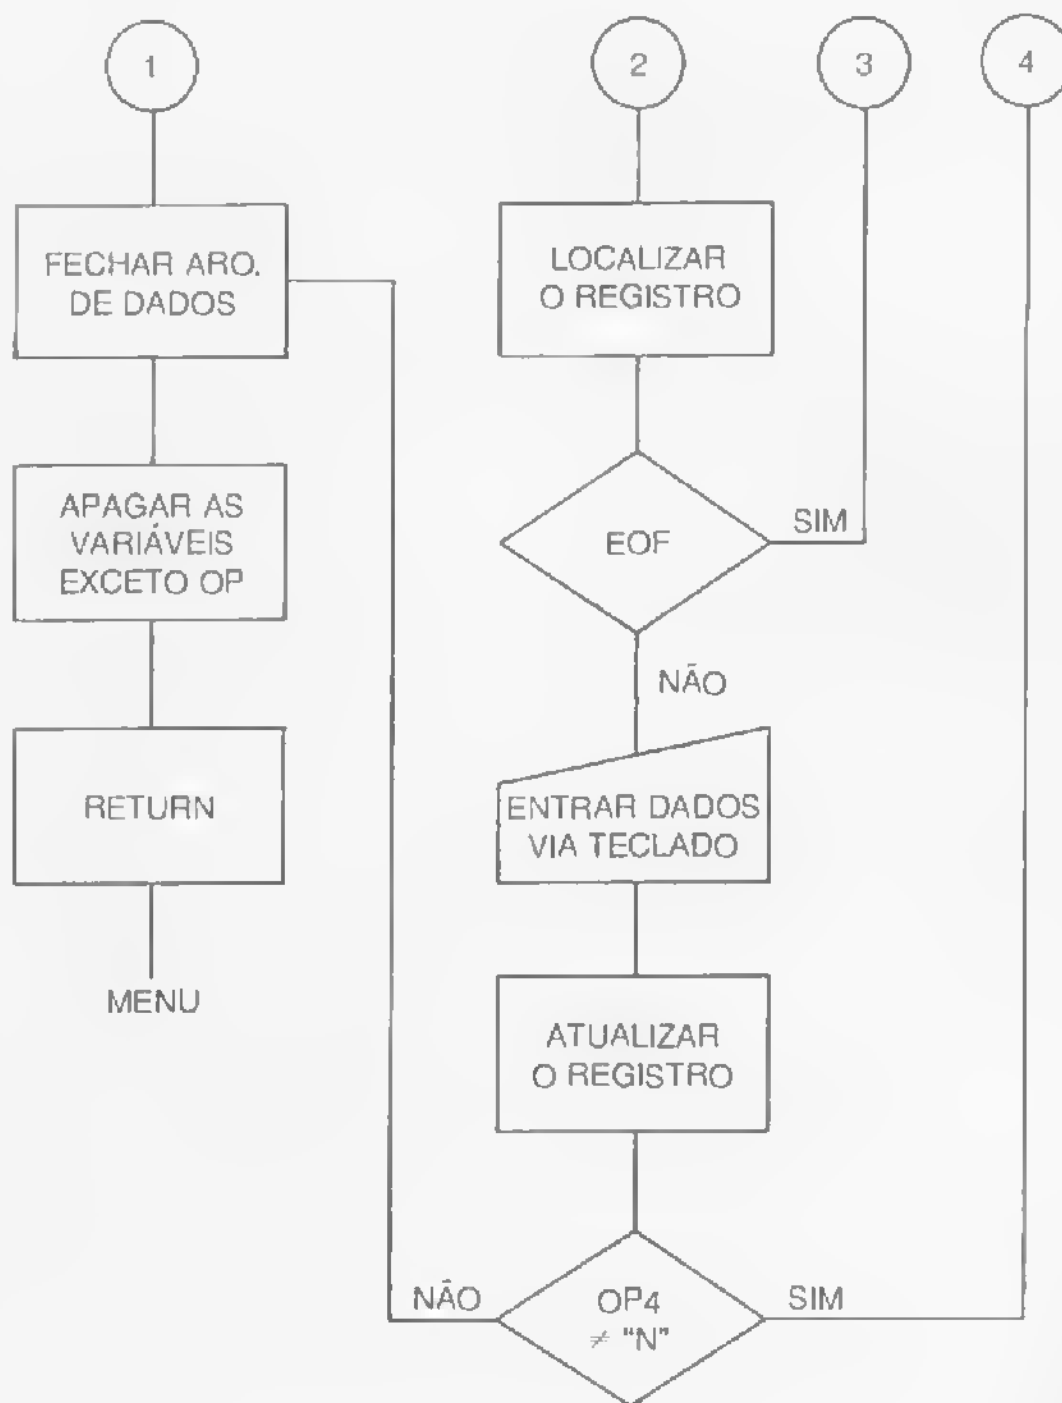 1
2
3
4
FECHAR ARO.
DE DADOS
APAGAR AS
VARIÁVEIS
EXCETO OP
RETURN
MENU
LOCALIZAR
O REGISTRO
EOF
SIM
NÃO
ENTRAR DADOS
VIA TECLADO
ATUALIZAR
O REGISTRO
NÃO
OP4
≠ "N"
SIM